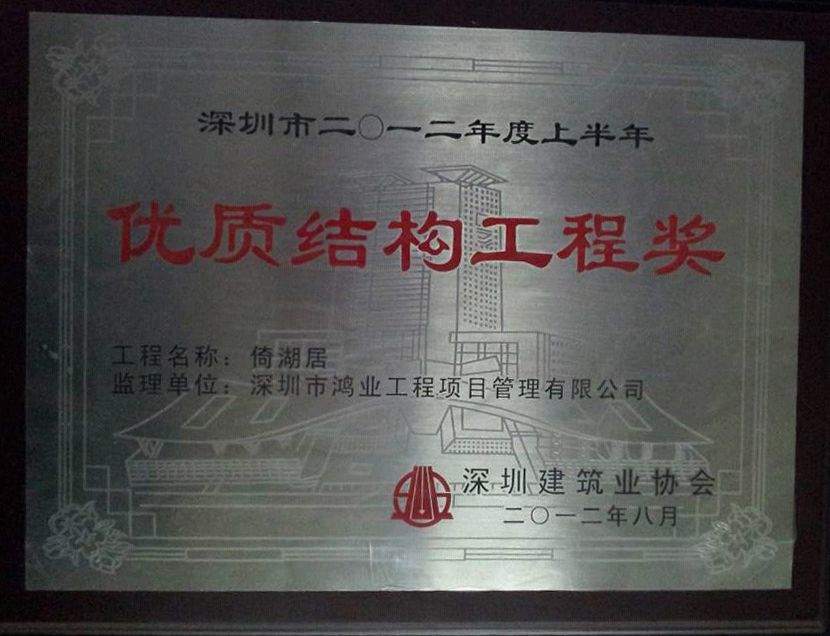 深圳市二〇一二年度上半年
优质结构工程奖
工程名称：倚湖居
监理单位：深圳市鸿业工程项目管理有限公司
深圳建筑业协会
二〇一二年八月